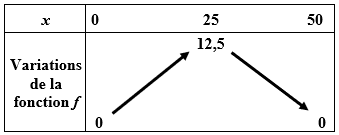 x 0 25 50
12,5
Variations
de la
fonction f
0 0